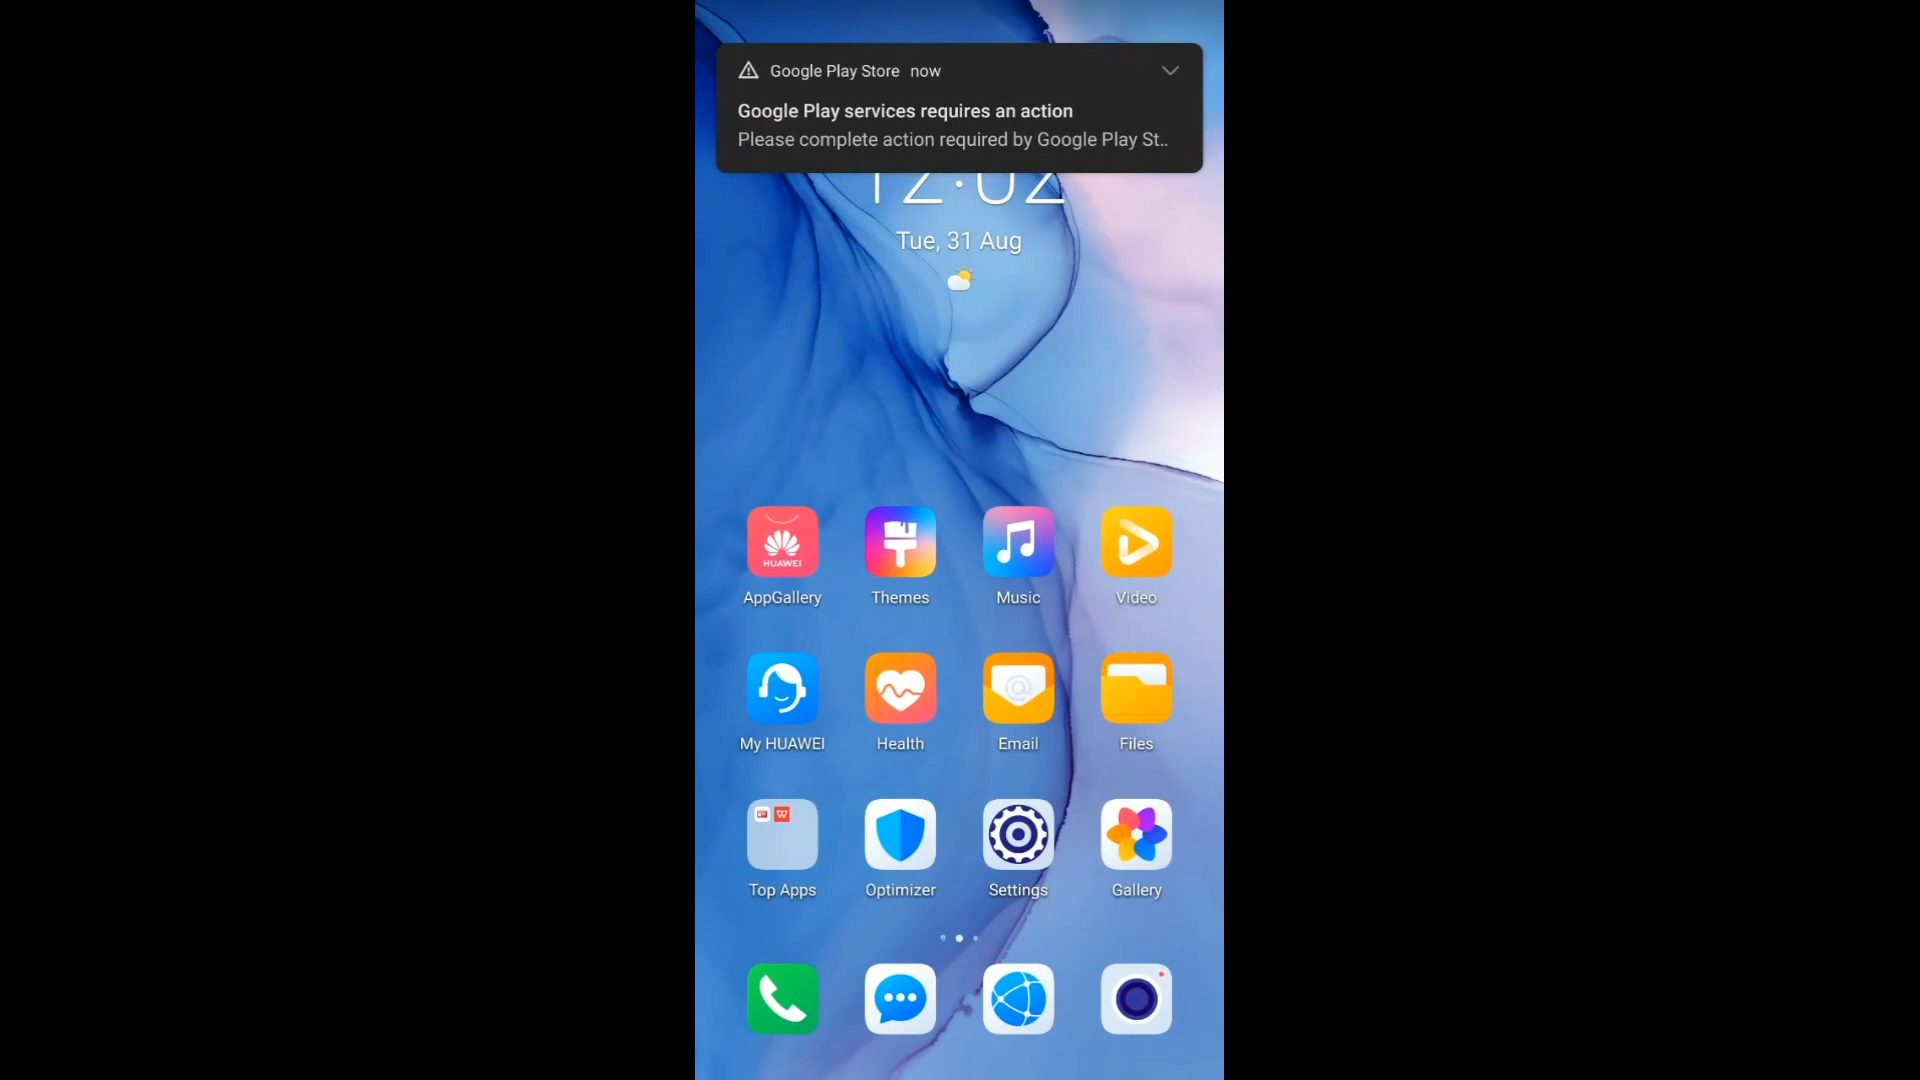 Google Play Store now
Google Play services requires an action
Please complete action required by Google Play St..
12:02
Tue, 31 Aug
HUAWEI
AppGallery Themes Music Video
My HUAWEI Health Email Files
Top Apps Optimizer Settings Gallery